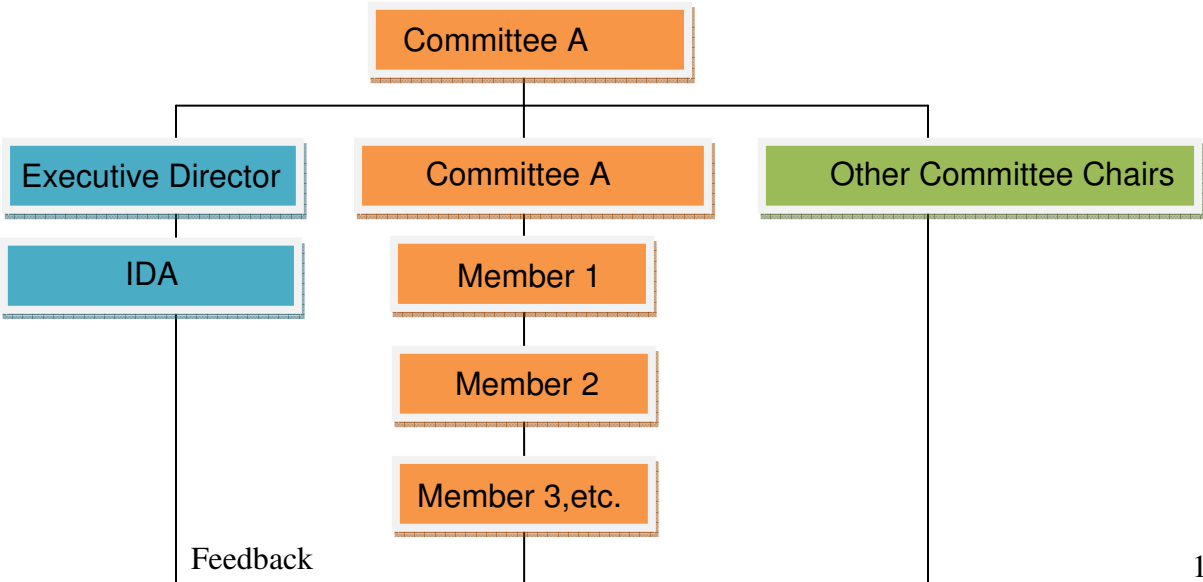 Committee A
Executive Director
Committee A
Other Committee Chairs
IDA
Member 1
Member 2
Member 3,etc.
Feedback
1